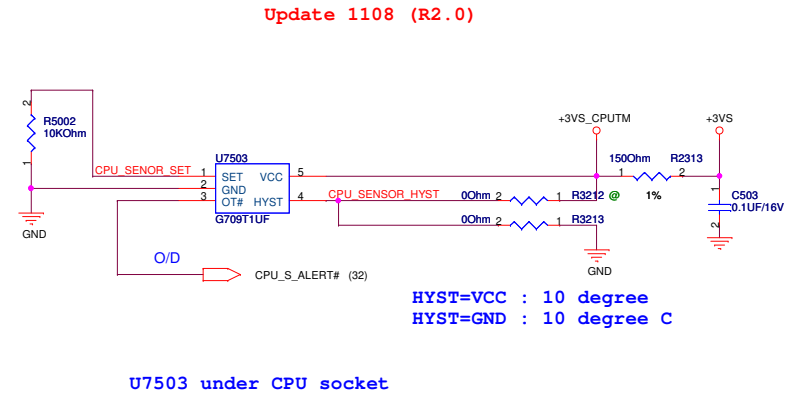 Update 1108 (R2.0)
+3VS_CPUTM
+3VS
2
R5002
10KOhm
1
U7503
150Ohm R2313
CPU_SENOR_SET 1 SET VCC 5
1 2
2 GND
CPU_SENSOR_HYST
3 OT# HYST 4
0Ohm 2 1 R3212 @
1%
1
C503
0.1UF/16V
2
G709T1UF
0Ohm 2 1 R3213
GND
O/D
CPU_S_ALERT# (32)
GND
HYST=VCC : 10 degree
HYST=GND : 10 degree C
U7503 under CPU socket